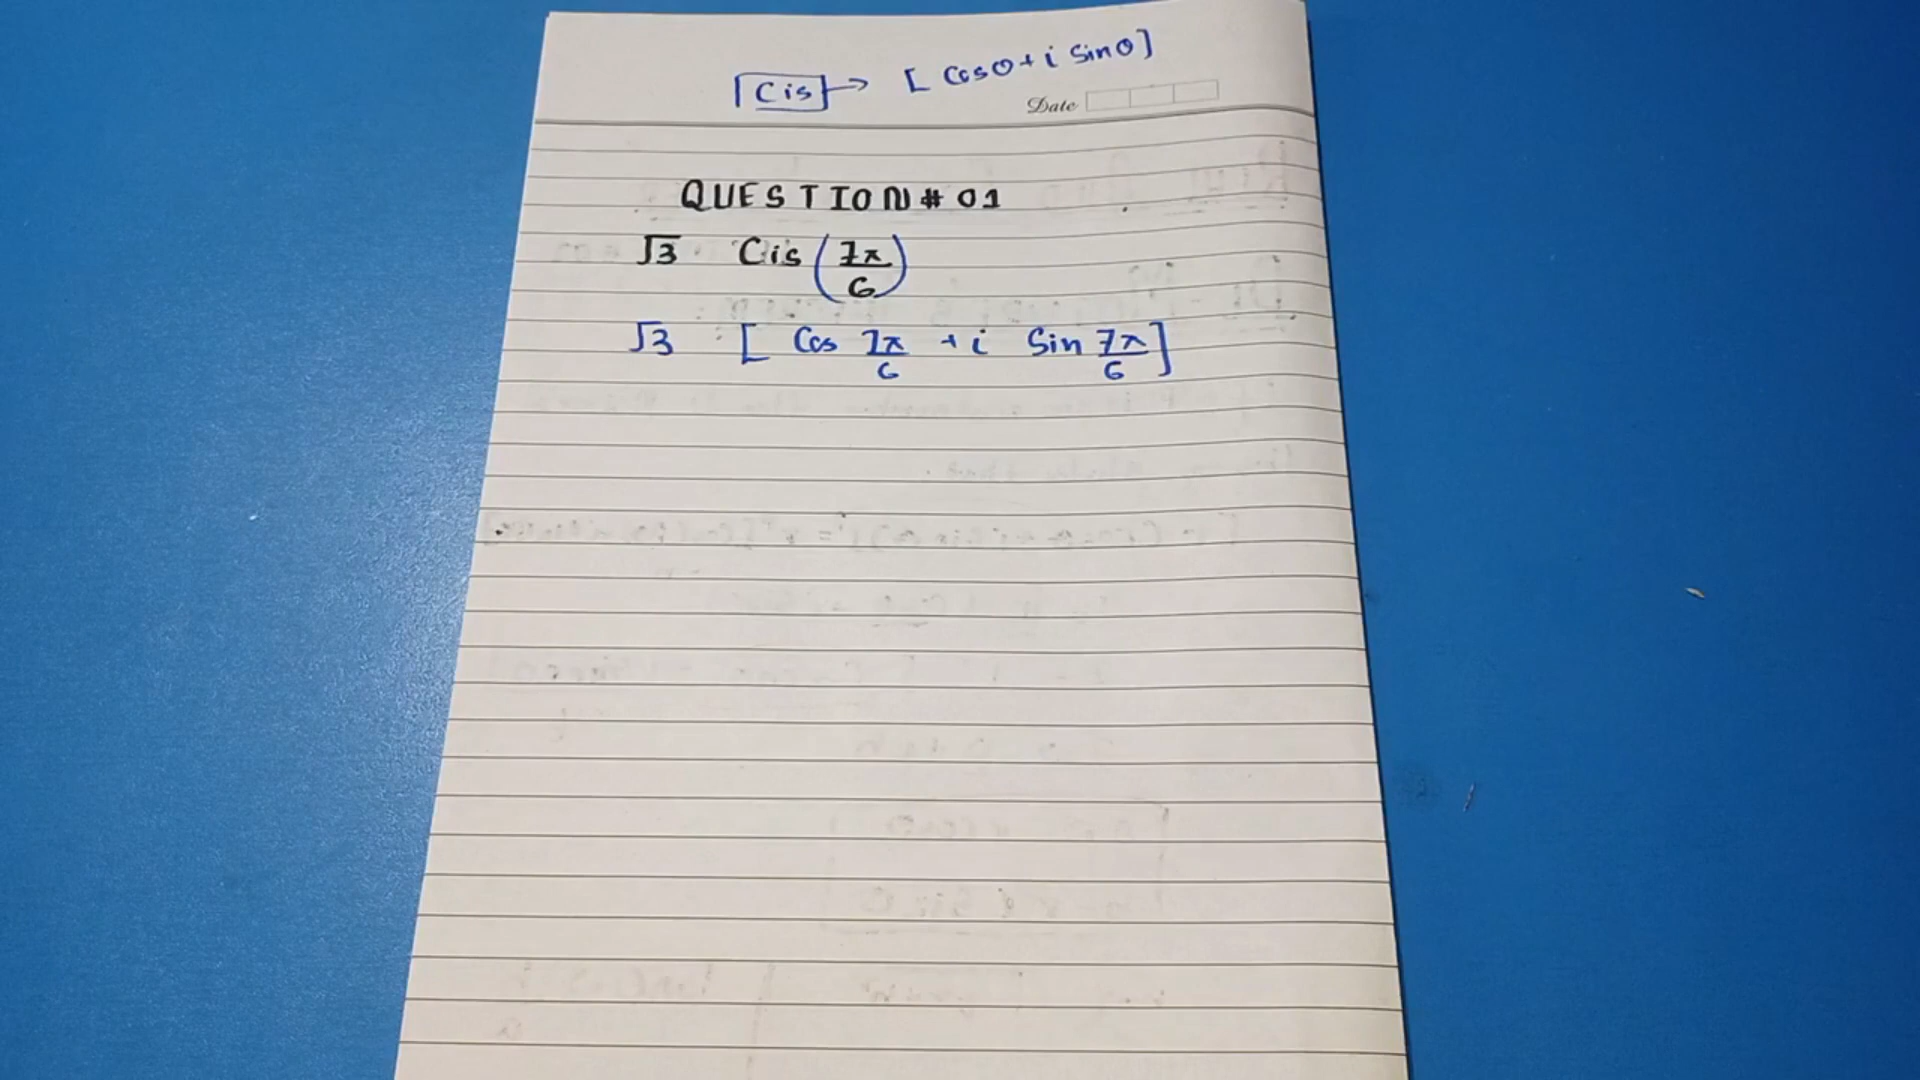 Cis → [Cosθ + i Sinθ]
Date
QUESTION # 01
√3 Cis (7π/6)
√3 [Cos 7π/6 + i Sin 7π/6]